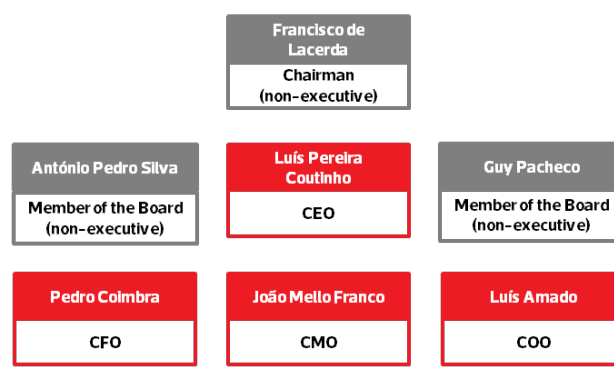 Francisco de
Lacerda
Chairman
(non-executive)
António Pedro Silva
Member of the Board
(non-executive)
Luís Pereira
Coutinho
CEO
Guy Pacheco
Member of the Board
(non-executive)
Pedro Coimbra
CFO
João Mello Franco
CMO
Luís Amado
COO